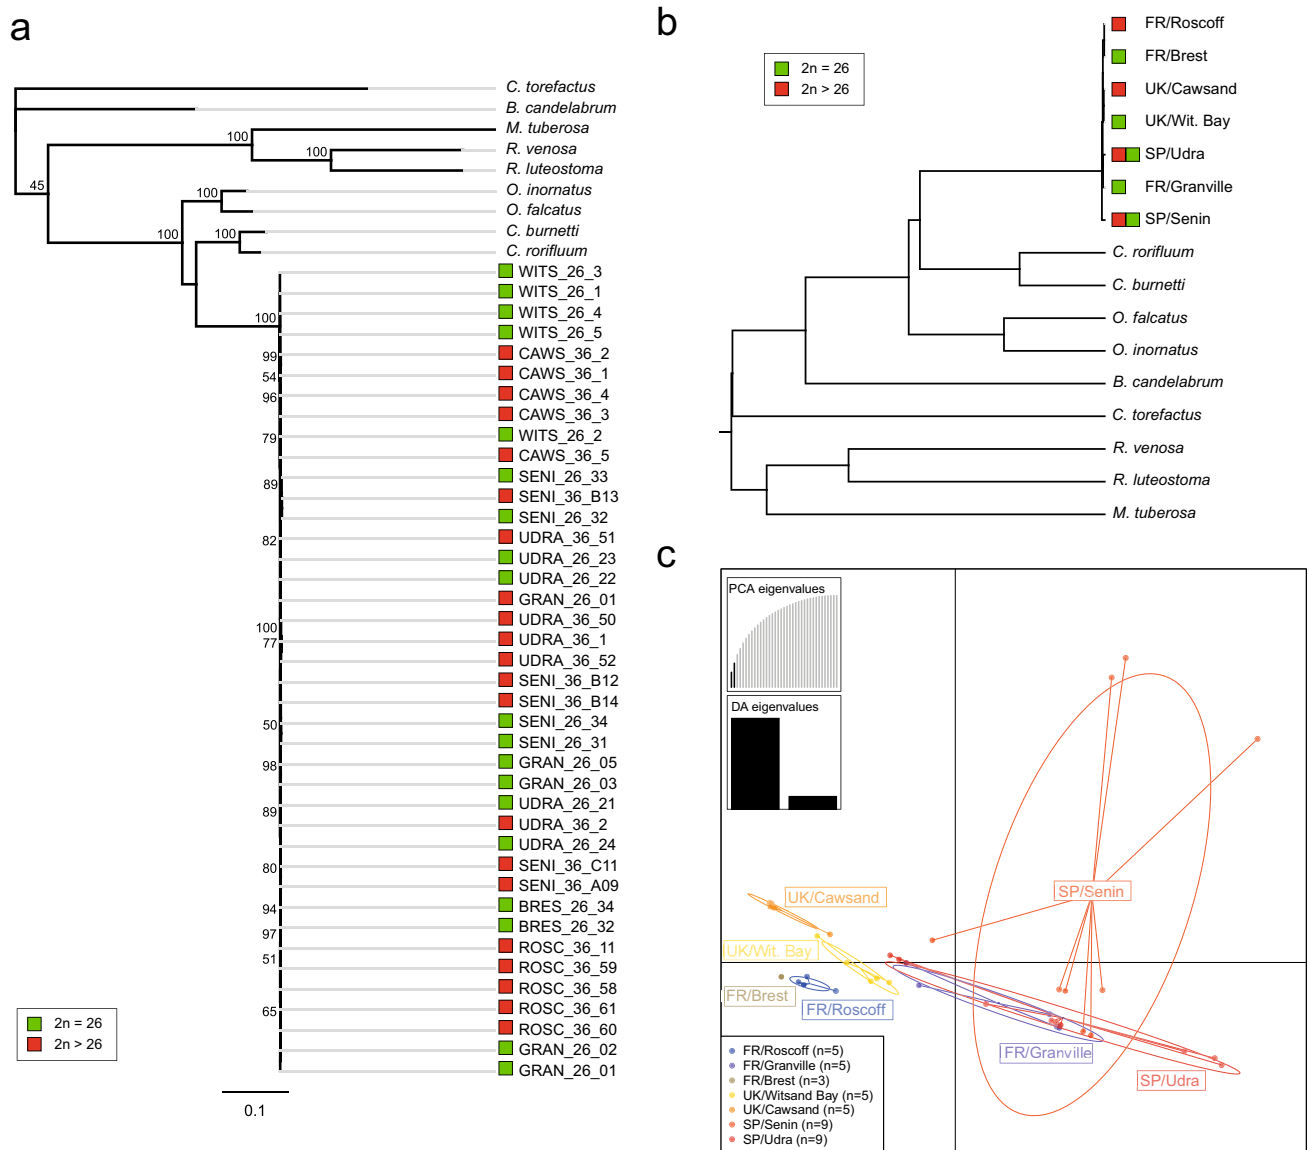 a
C. torefactus
B. candelabrum
M. tuberosa
R. venosa
R. luteostoma
O. inornatus
O. falcatus
C. burnetti
C. rorifluum
WITS_26_3
WITS_26_1
WITS_26_4
WITS_26_5
CAWS_36_2
CAWS_36_1
CAWS_36_4
CAWS_36_3
WITS_26_2
CAWS_36_5
SENI_26_33
SENI_36_B13
SENI_26_32
UDRA_36_51
UDRA_26_23
UDRA_26_22
GRAN_26_01
UDRA_36_50
UDRA_36_1
UDRA_36_52
SENI_36_B12
SENI_36_B14
SENI_26_34
SENI_26_31
GRAN_26_05
GRAN_26_03
UDRA_26_21
UDRA_36_2
UDRA_26_24
SENI_36_C11
SENI_36_A09
BRES_26_34
BRES_26_32
ROSC_36_11
ROSC_36_59
ROSC_36_58
ROSC_36_61
ROSC_36_60
GRAN_26_02
GRAN_26_01
100
100
45
100
100
100
100
99
54
96
79
89
82
100
77
50
98
89
80
94
97
51
65
2n = 26
2n > 26
0.1
b
2n = 26
2n > 26
FR/Roscoff
FR/Brest
UK/Cawsand
UK/Wit. Bay
SP/Udra
FR/Granville
SP/Senin
C. rorifluum
C. burnetti
O. falcatus
O. inornatus
B. candelabrum
C. torefactus
R. venosa
R. luteostoma
M. tuberosa
c
PCA eigenvalues
DA eigenvalues
UK/Cawsand
SP/Senin
UK/Wit. Bay
FR/Brest
FR/Roscoff
FR/Granville
SP/Udra
FR/Roscoff (n=5)
FR/Granville (n=5)
FR/Brest (n=3)
UK/Witsand Bay (n=5)
UK/Cawsand (n=5)
SP/Senin (n=9)
SP/Udra (n=9)